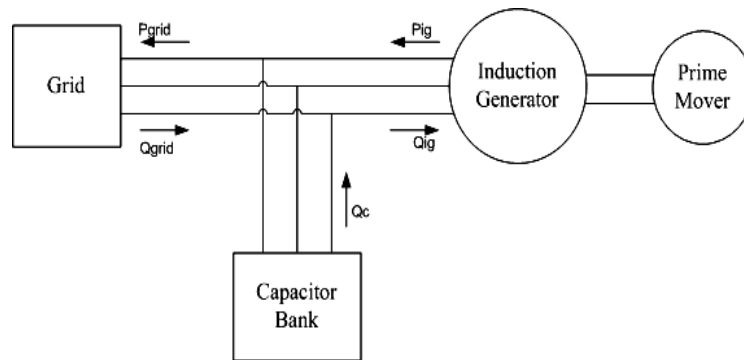 Pgrid
Pig
Grid
Induction
Generator
Prime
Mover
Qgrid
Qig
Qc
Capacitor
Bank